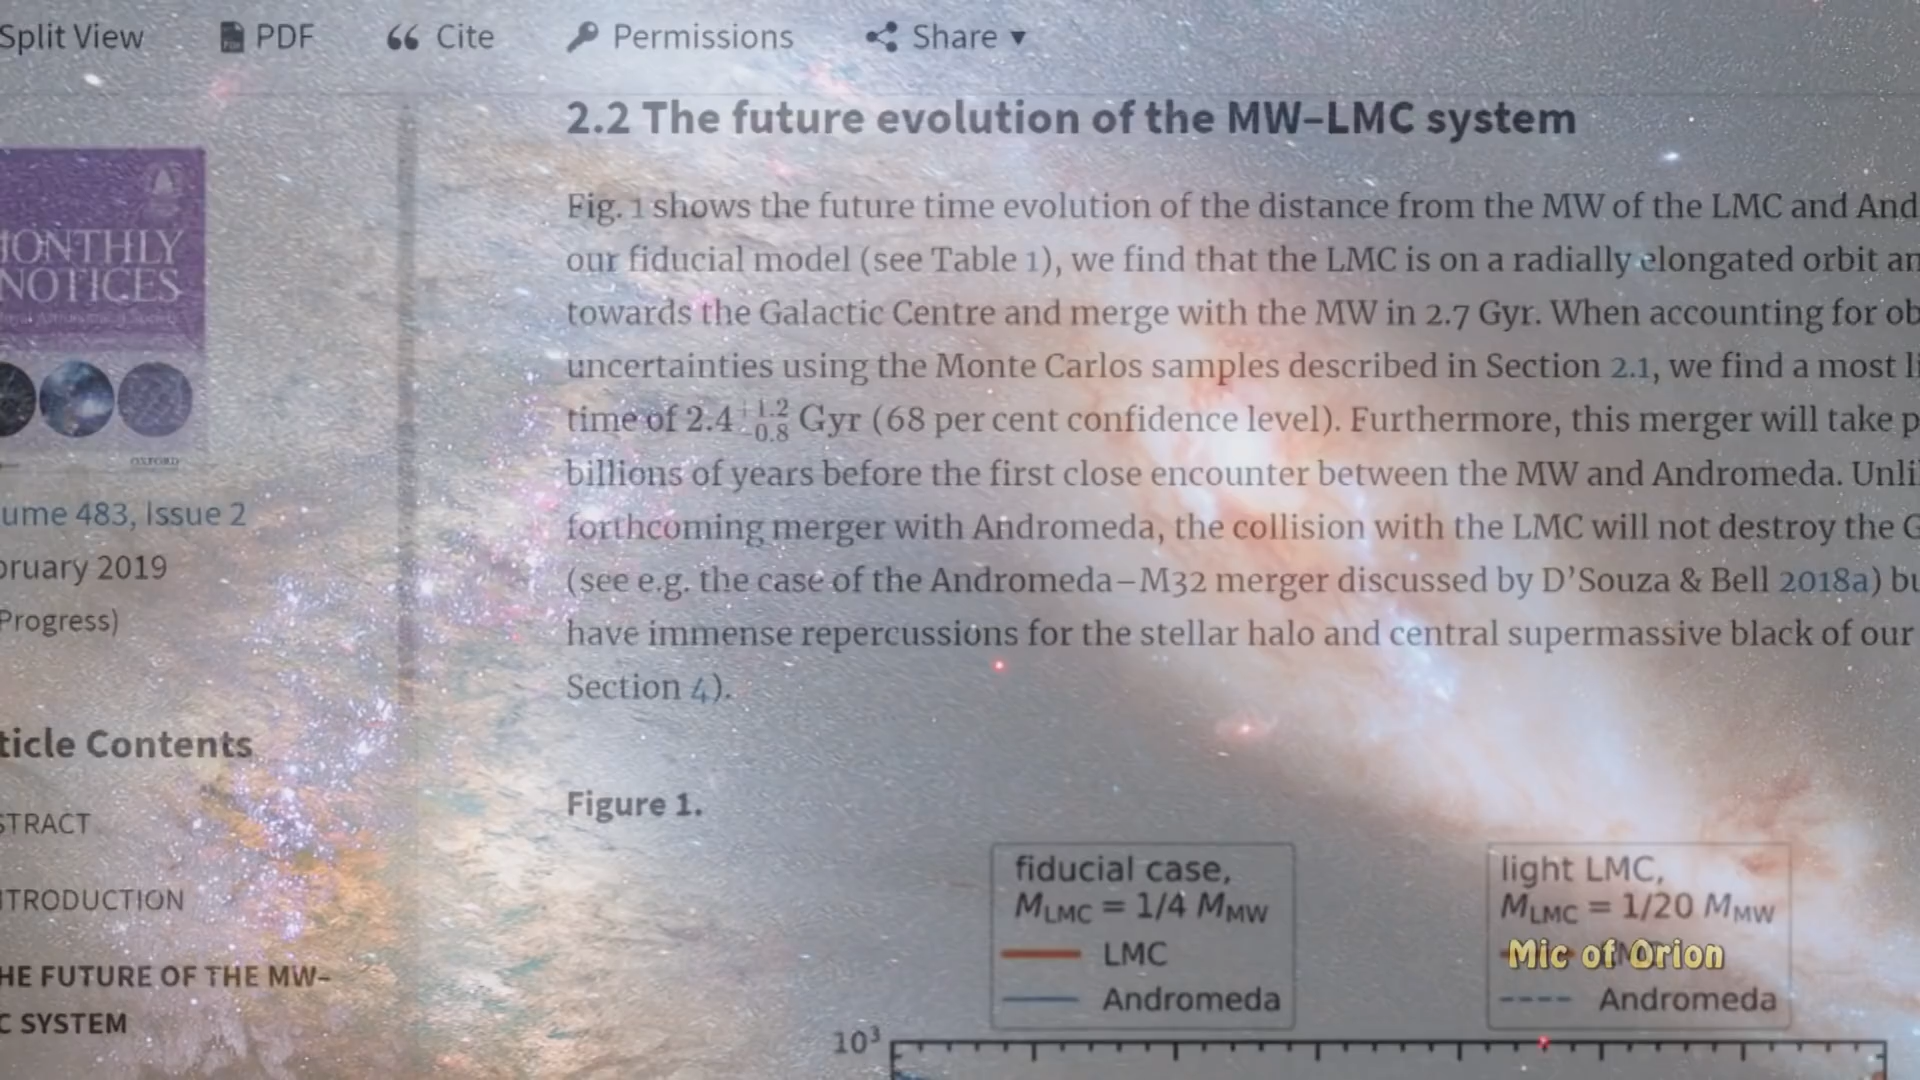 Split View PDF Cite Permissions Share
2.2 The future evolution of the MW–LMC system
Fig. 1 shows the future time evolution of the distance from the MW of the LMC and And
our fiducial model (see Table 1), we find that the LMC is on a radially elongated orbit an
towards the Galactic Centre and merge with the MW in 2.7 Gyr. When accounting for ob
uncertainties using the Monte Carlos samples described in Section 2.1, we find a most li
time of 2.4 +1.2 −0.8 Gyr (68 per cent confidence level). Furthermore, this merger will take p
billions of years before the first close encounter between the MW and Andromeda. Unli
forthcoming merger with Andromeda, the collision with the LMC will not destroy the G
(see e.g. the case of the Andromeda–M32 merger discussed by D'Souza & Bell 2018a) bu
have immense repercussions for the stellar halo and central supermassive black of our
Section 4).
Figure 1.
fiducial case,
M_LMC = 1/4 M_MW
LMC
Andromeda
light LMC,
M_LMC = 1/20 M_MW
Mic of Orion
Andromeda
10³
MONTHLY
NOTICES
OXFORD
ume 483, Issue 2
bruary 2019
Progress)
ticle Contents
STRACT
NTRODUCTION
HE FUTURE OF THE MW–
C SYSTEM